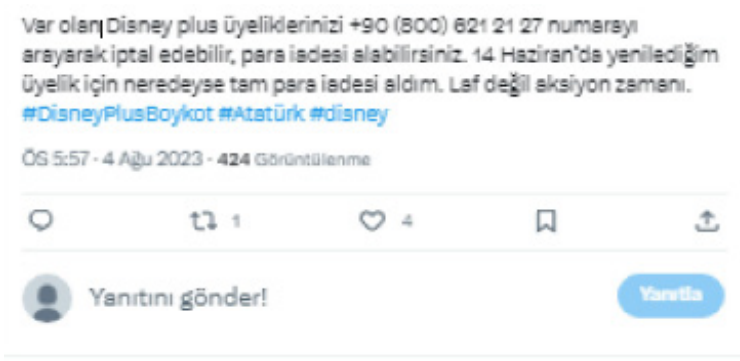 Var olan Disney plus üyeliklerinizi +90 (800) 621 21 27 numarayı
arayarak iptal edebilir, para iadesi alabilirsiniz. 14 Haziran'da yenilediğim
üyelik için neredeyse tam para iadesi aldım. Laf değil aksiyon zamanı.
#DisneyPlusBoykot #Atatürk #disney
ÖS 5:57 · 4 Ağu 2023 · 424 Görüntülenme
1 4
Yanıtını gönder! Yanıtla